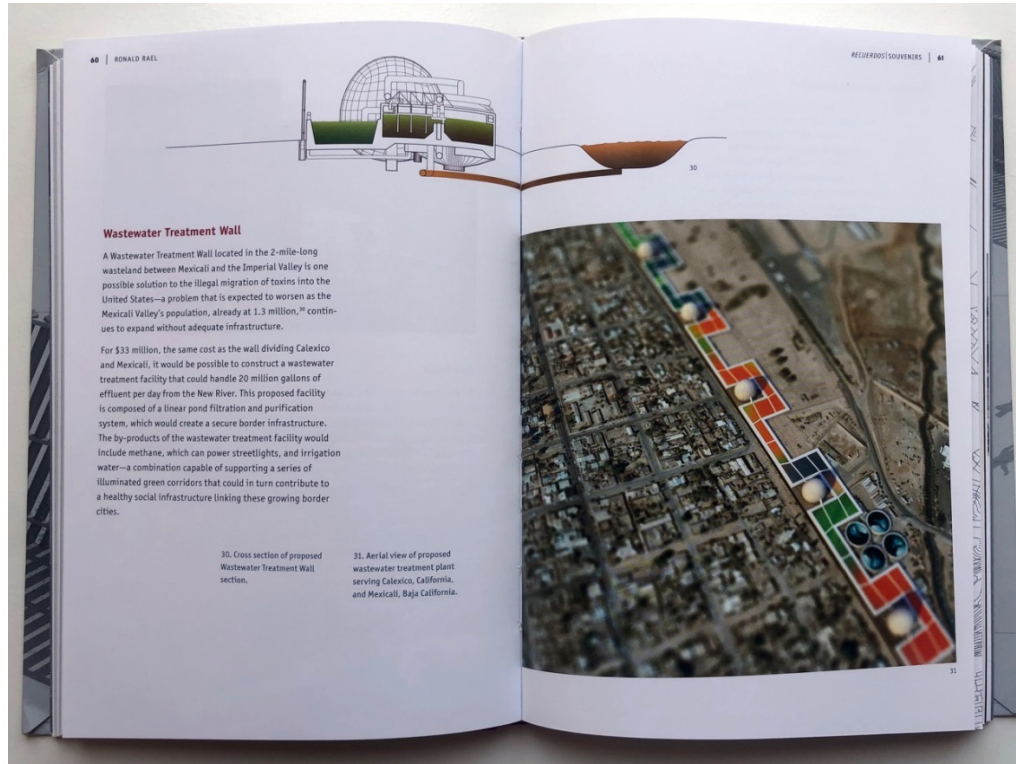 60 | RONALD RAEL
RECUERDOS|SOUVENIRS | 61
30
Wastewater Treatment Wall
A Wastewater Treatment Wall located in the 2-mile-long
wasteland between Mexicali and the Imperial Valley is one
possible solution to the illegal migration of toxins into the
United States—a problem that is expected to worsen as the
Mexicali Valley's population, already at 1.3 million,³⁰ contin-
ues to expand without adequate infrastructure.
For $33 million, the same cost as the wall dividing Calexico
and Mexicali, it would be possible to construct a wastewater
treatment facility that could handle 20 million gallons of
effluent per day from the New River. This proposed facility
is composed of a linear pond filtration and purification
system, which would create a secure border infrastructure.
The by-products of the wastewater treatment facility would
include methane, which can power streetlights, and irrigation
water—a combination capable of supporting a series of
illuminated green corridors that could in turn contribute to
a healthy social infrastructure linking these growing border
cities.
30. Cross section of proposed
Wastewater Treatment Wall
section.
31. Aerial view of proposed
wastewater treatment plant
serving Calexico, California,
and Mexicali, Baja California.
31